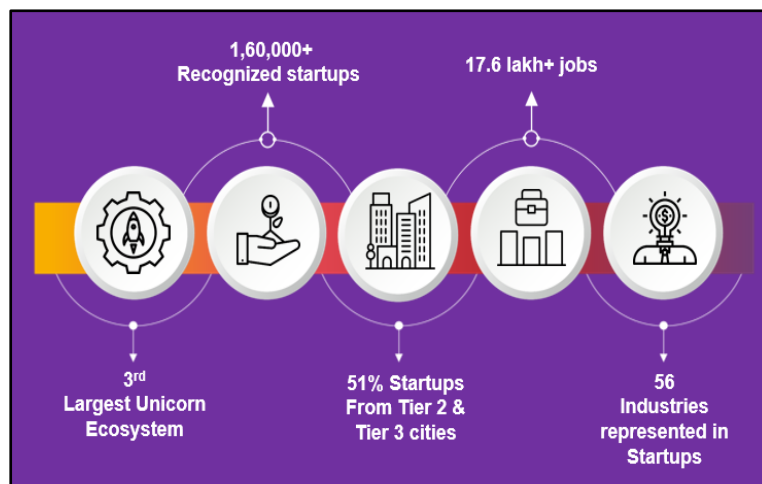 1,60,000+
Recognized startups
17.6 lakh+ jobs
3rd
Largest Unicorn
Ecosystem
51% Startups
From Tier 2 &
Tier 3 cities
56
Industries
represented in
Startups